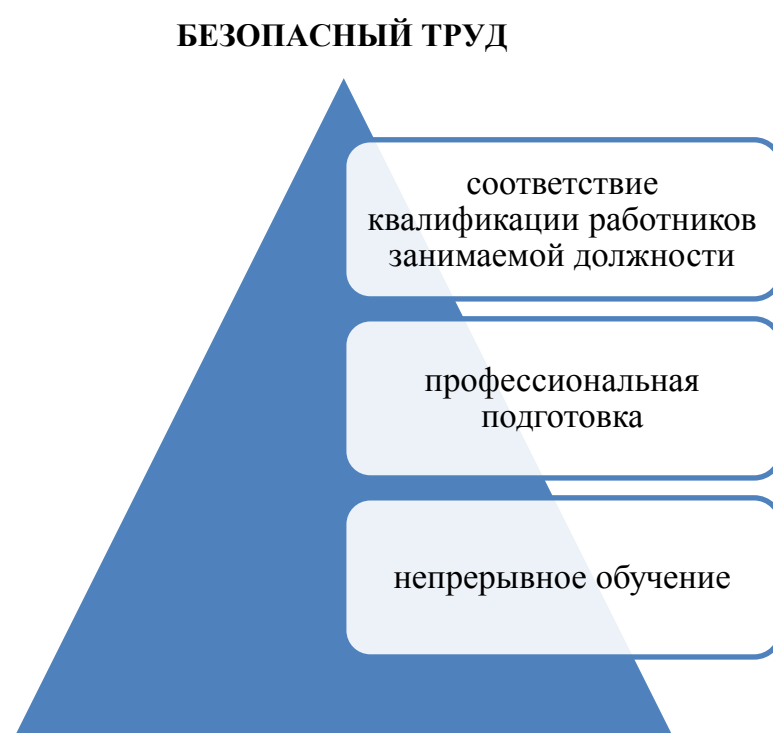 БЕЗОПАСНЫЙ ТРУД
соответствие
квалификации работников
занимаемой должности
профессиональная
подготовка
непрерывное обучение